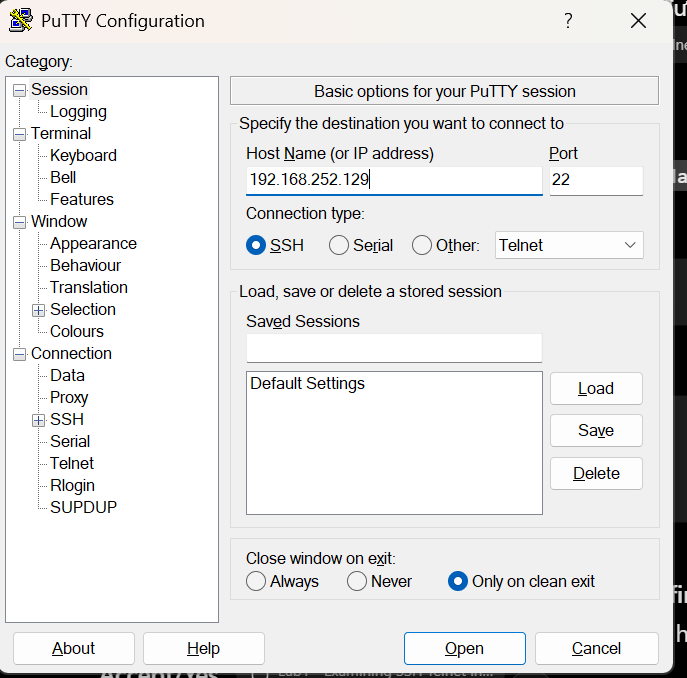 PuTTY Configuration
?
Category:
Session
Logging
Terminal
Keyboard
Bell
Features
Window
Appearance
Behaviour
Translation
Selection
Colours
Connection
Data
Proxy
SSH
Serial
Telnet
Rlogin
SUPDUP
Basic options for your PuTTY session
Specify the destination you want to connect to
Host Name (or IP address) Port
192.168.252.129 22
Connection type:
SSH Serial Other: Telnet
Load, save or delete a stored session
Saved Sessions
Default Settings
Load
Save
Delete
Close window on exit:
Always Never Only on clean exit
About Help Open Cancel